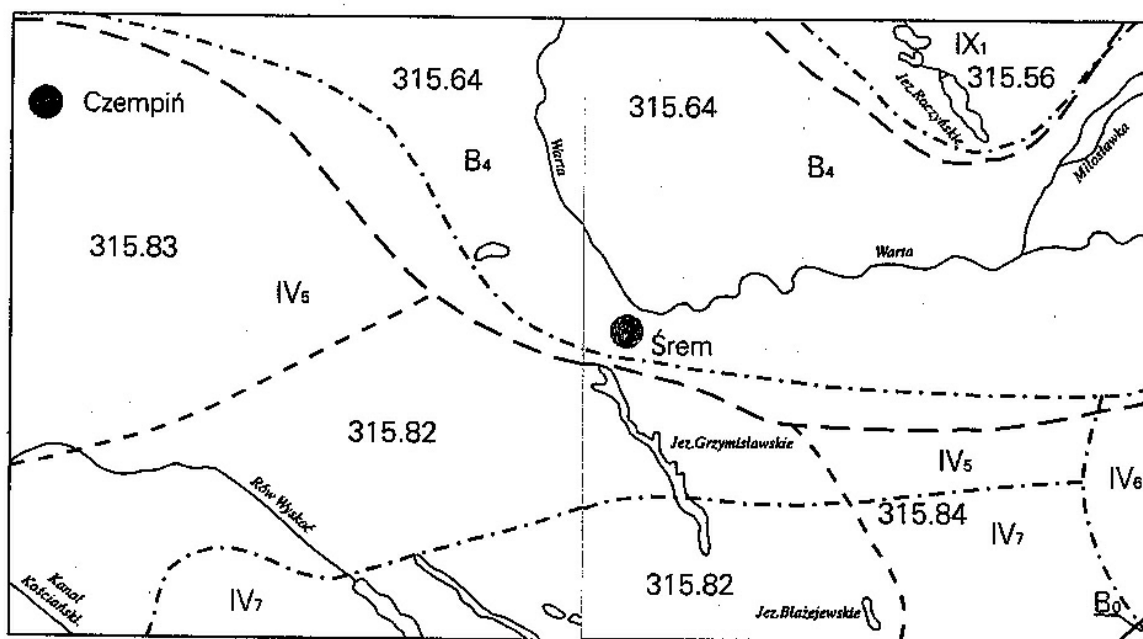 IX₁
315.64
315.56
315.64
Czempiń
Jez.Raczyńskie
Warta
B₄
B₄
Miłosławka
315.83
Warta
IV₅
Śrem
315.82
Jez.Grzymisławskie
IV₅
IV₆
Rów Wyskoć
315.84
IV₇
315.82
Kanał
Kościański
IV₇
Jez.Błażejewskie
B₀